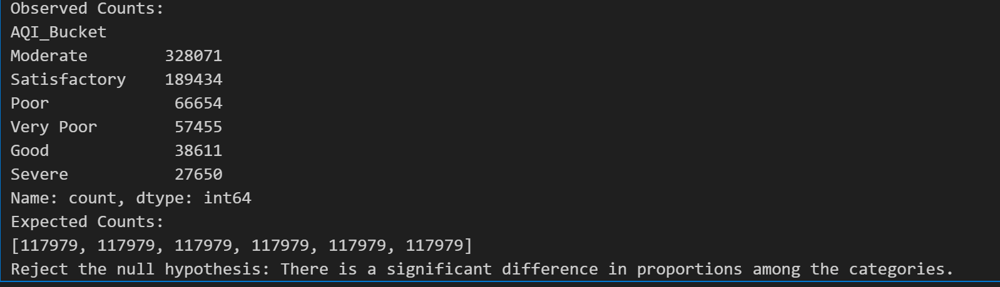 Observed Counts:
AQI_Bucket
Moderate        328071
Satisfactory    189434
Poor             66654
Very Poor        57455
Good             38611
Severe           27650
Name: count, dtype: int64
Expected Counts:
[117979, 117979, 117979, 117979, 117979, 117979]
Reject the null hypothesis: There is a significant difference in proportions among the categories.